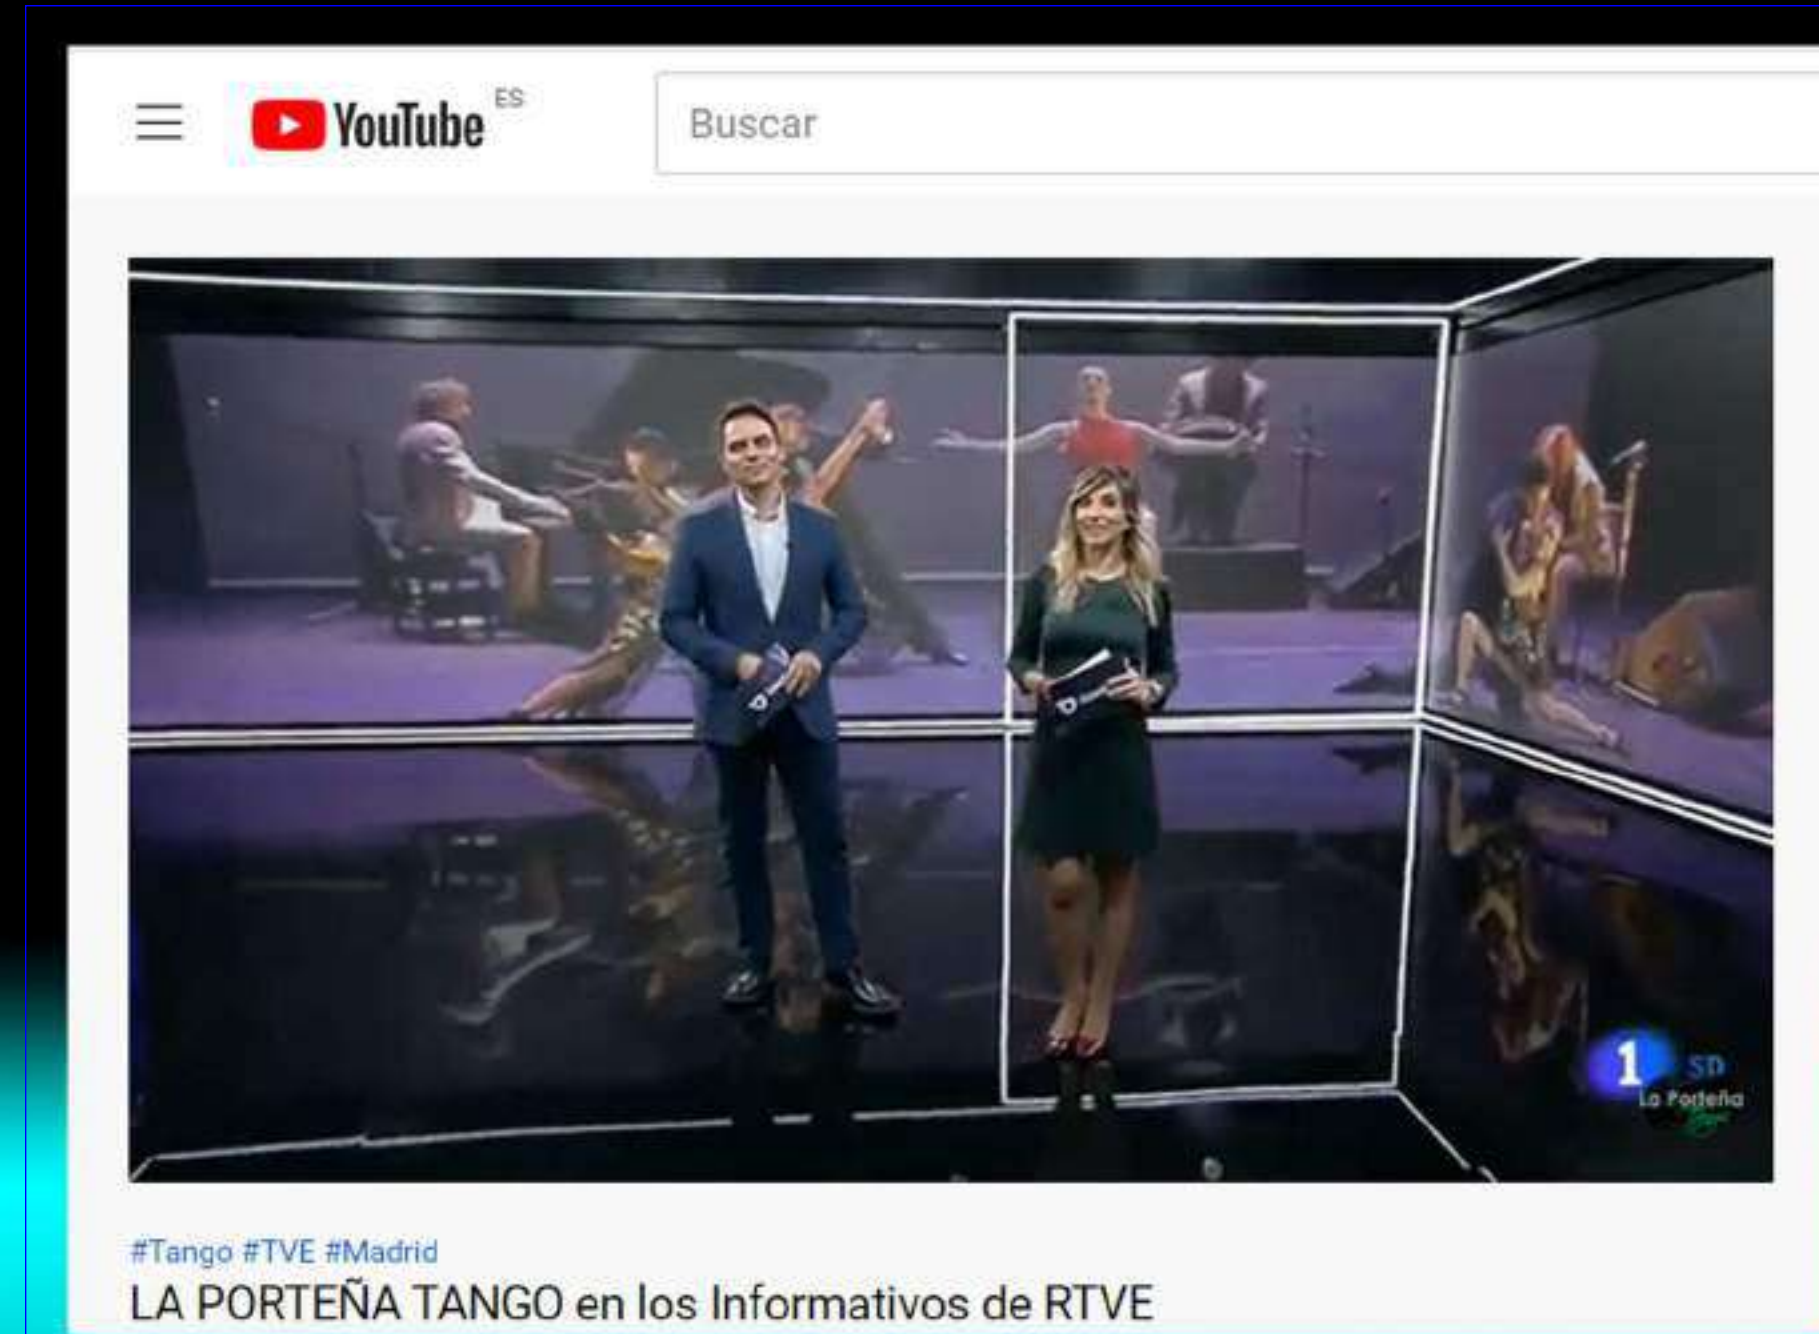 YouTube ES
Buscar
1 SD
La Porteña
#Tango #TVE #Madrid
LA PORTEÑA TANGO en los Informativos de RTVE